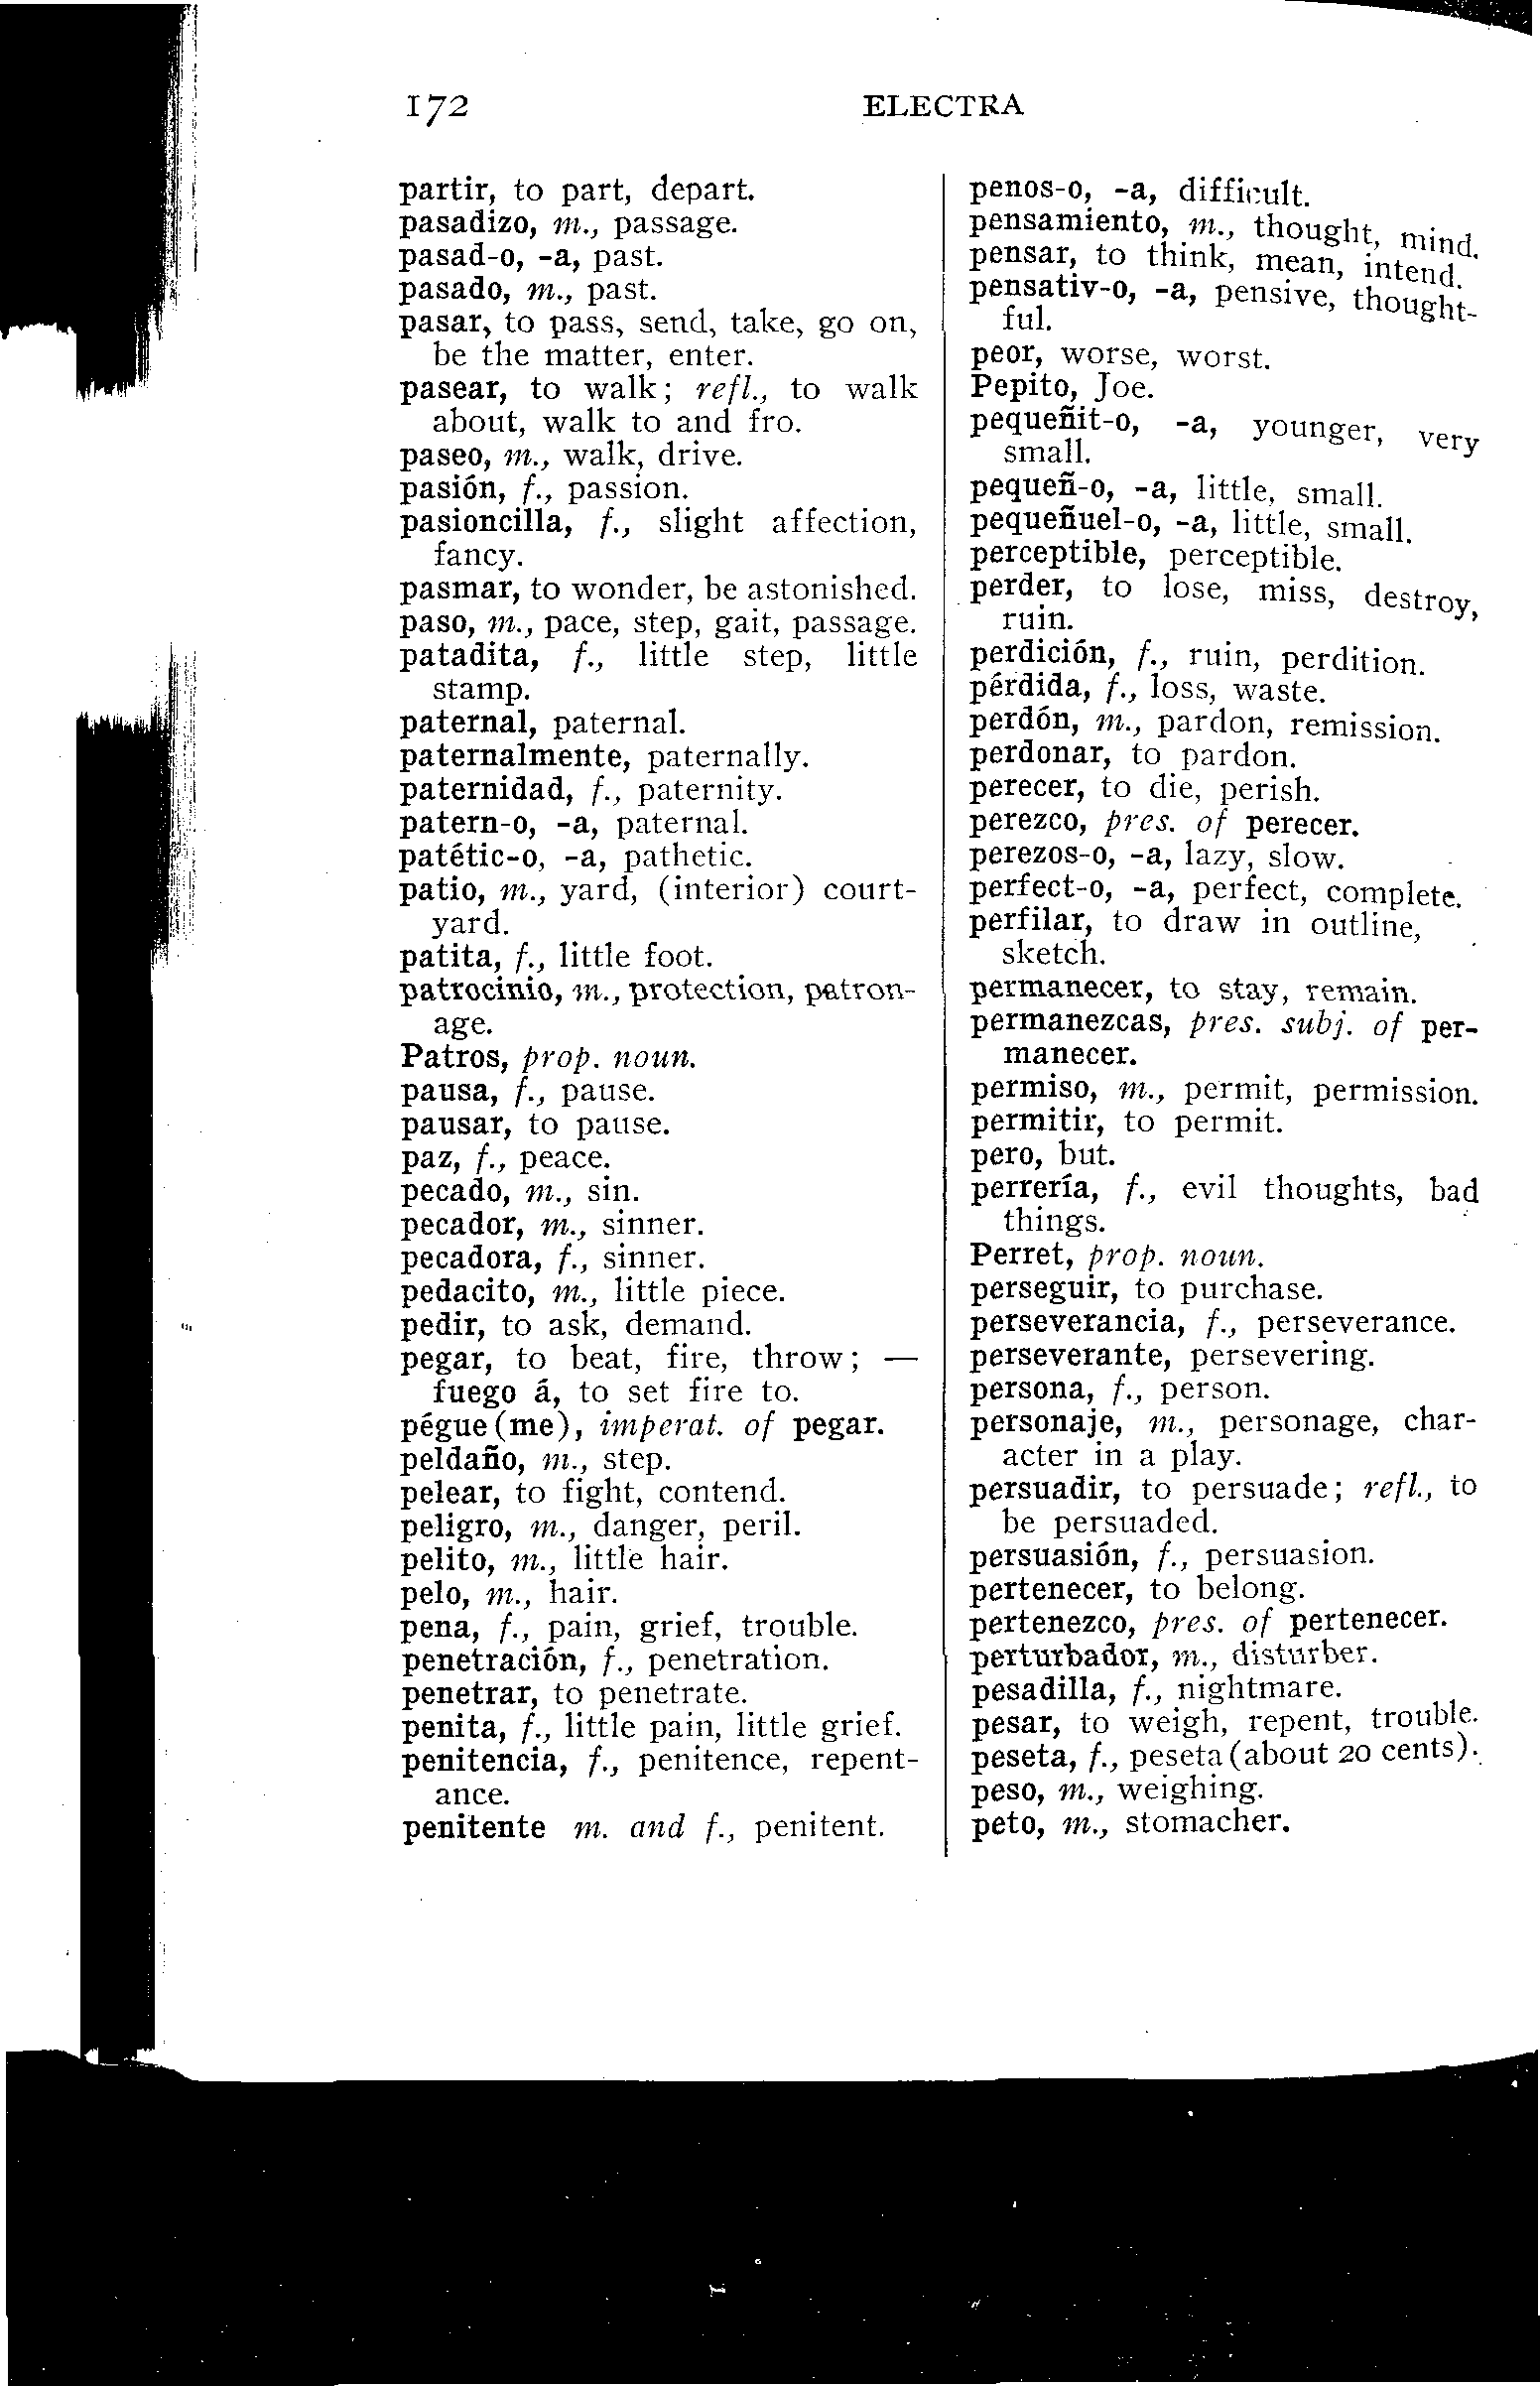 172 ELECTRA
partir, to part, depart.
pasadizo, m., passage.
pasad-o, -a, past.
pasado, m., past.
pasar, to pass, send, take, go on,
be the matter, enter.
pasear, to walk; refl., to walk
about, walk to and fro.
paseo, m., walk, drive.
pasión, f., passion.
pasioncilla, f., slight affection,
fancy.
pasmar, to wonder, be astonished.
paso, m., pace, step, gait, passage.
patadita, f., little step, little
stamp.
paternal, paternal.
paternalmente, paternally.
paternidad, f., paternity.
patern-o, -a, paternal.
patétic-o, -a, pathetic.
patio, m., yard, (interior) court-
yard.
patita, f., little foot.
patrocinio, m., protection, patron-
age.
Patros, prop. noun.
pausa, f., pause.
pausar, to pause.
paz, f., peace.
pecado, m., sin.
pecador, m., sinner.
pecadora, f., sinner.
pedacito, m., little piece.
pedir, to ask, demand.
pegar, to beat, fire, throw; —
fuego á, to set fire to.
pégue(me), imperat. of pegar.
peldaño, m., step.
pelear, to fight, contend.
peligro, m., danger, peril.
pelito, m., little hair.
pelo, m., hair.
pena, f., pain, grief, trouble.
penetración, f., penetration.
penetrar, to penetrate.
penita, f., little pain, little grief.
penitencia, f., penitence, repent-
ance.
penitente m. and f., penitent.
penos-o, -a, difficult.
pensamiento, m., thought, mind.
pensar, to think, mean, intend.
pensativ-o, -a, pensive, thought-
ful.
peor, worse, worst.
Pepito, Joe.
pequeñit-o, -a, younger, very
small.
pequeñ-o, -a, little, small.
pequeñuel-o, -a, little, small.
perceptible, perceptible.
perder, to lose, miss, destroy,
ruin.
perdición, f., ruin, perdition.
pérdida, f., loss, waste.
perdón, m., pardon, remission.
perdonar, to pardon.
perecer, to die, perish.
perezco, pres. of perecer.
perezos-o, -a, lazy, slow.
perfect-o, -a, perfect, complete.
perfilar, to draw in outline,
sketch.
permanecer, to stay, remain.
permanezcas, pres. subj. of per-
manecer.
permiso, m., permit, permission.
permitir, to permit.
pero, but.
perrería, f., evil thoughts, bad
things.
Perret, prop. noun.
perseguir, to purchase.
perseverancia, f., perseverance.
perseverante, persevering.
persona, f., person.
personaje, m., personage, char-
acter in a play.
persuadir, to persuade; refl., to
be persuaded.
persuasión, f., persuasion.
pertenecer, to belong.
pertenezco, pres. of pertenecer.
perturbador, m., disturber.
pesadilla, f., nightmare.
pesar, to weigh, repent, trouble.
peseta, f., peseta (about 20 cents).
peso, m., weighing.
peto, m., stomacher.